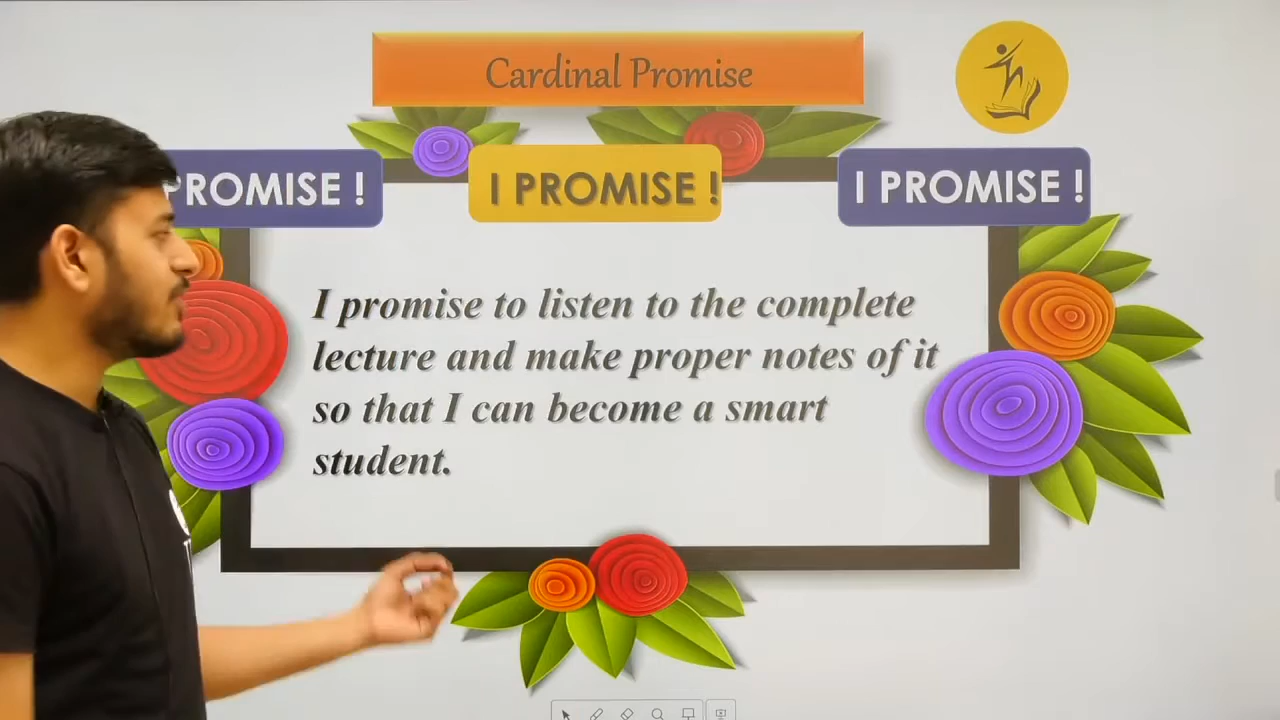 Cardinal Promise
PROMISE !
I PROMISE !
I PROMISE !
I promise to listen to the complete
lecture and make proper notes of it
so that I can become a smart
student.